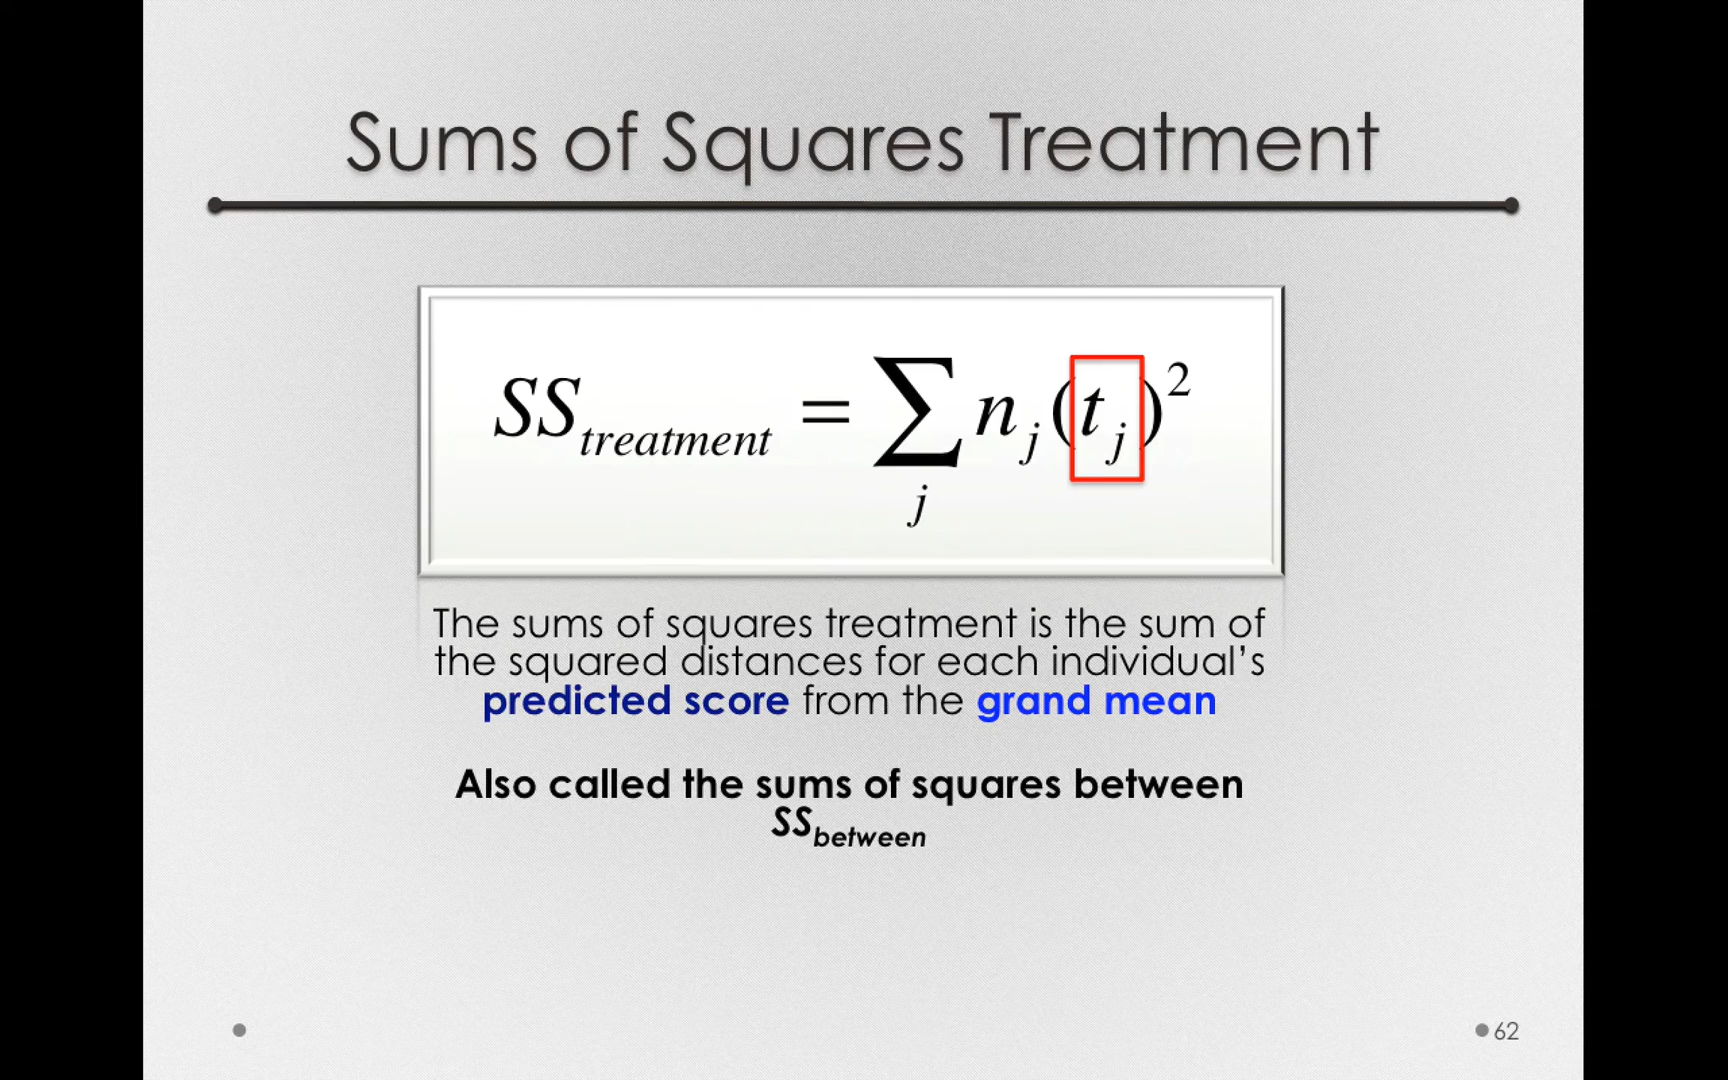 Sums of Squares Treatment
SS_treatment = ∑_j n_j (t_j)^2
The sums of squares treatment is the sum of
the squared distances for each individual’s
predicted score from the grand mean
Also called the sums of squares between
SS_between
62